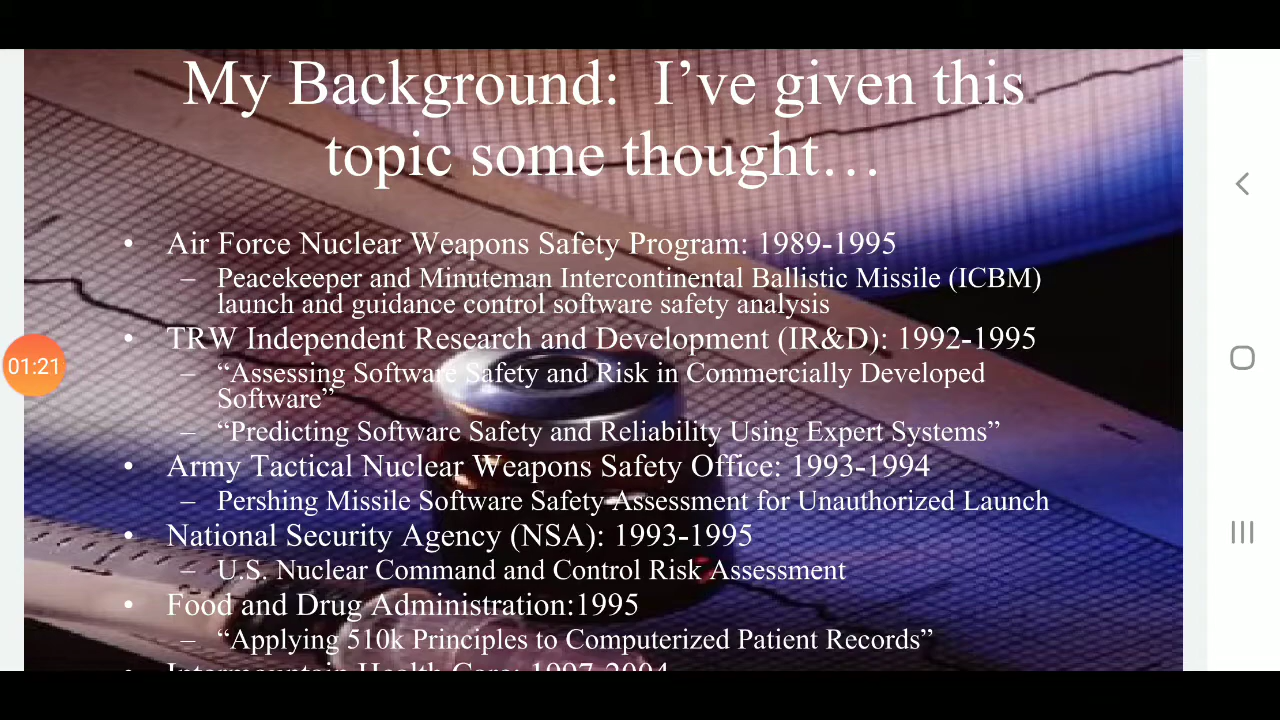 My Background: I’ve given this
topic some thought…
• Air Force Nuclear Weapons Safety Program: 1989-1995
– Peacekeeper and Minuteman Intercontinental Ballistic Missile (ICBM)
launch and guidance control software safety analysis
• TRW Independent Research and Development (IR&D): 1992-1995
01:21
– “Assessing Software Safety and Risk in Commercially Developed
Software”
– “Predicting Software Safety and Reliability Using Expert Systems”
• Army Tactical Nuclear Weapons Safety Office: 1993-1994
– Pershing Missile Software Safety Assessment for Unauthorized Launch
• National Security Agency (NSA): 1993-1995
– U.S. Nuclear Command and Control Risk Assessment
• Food and Drug Administration:1995
– “Applying 510k Principles to Computerized Patient Records”
• Intermountain Health Care: 1997-2004